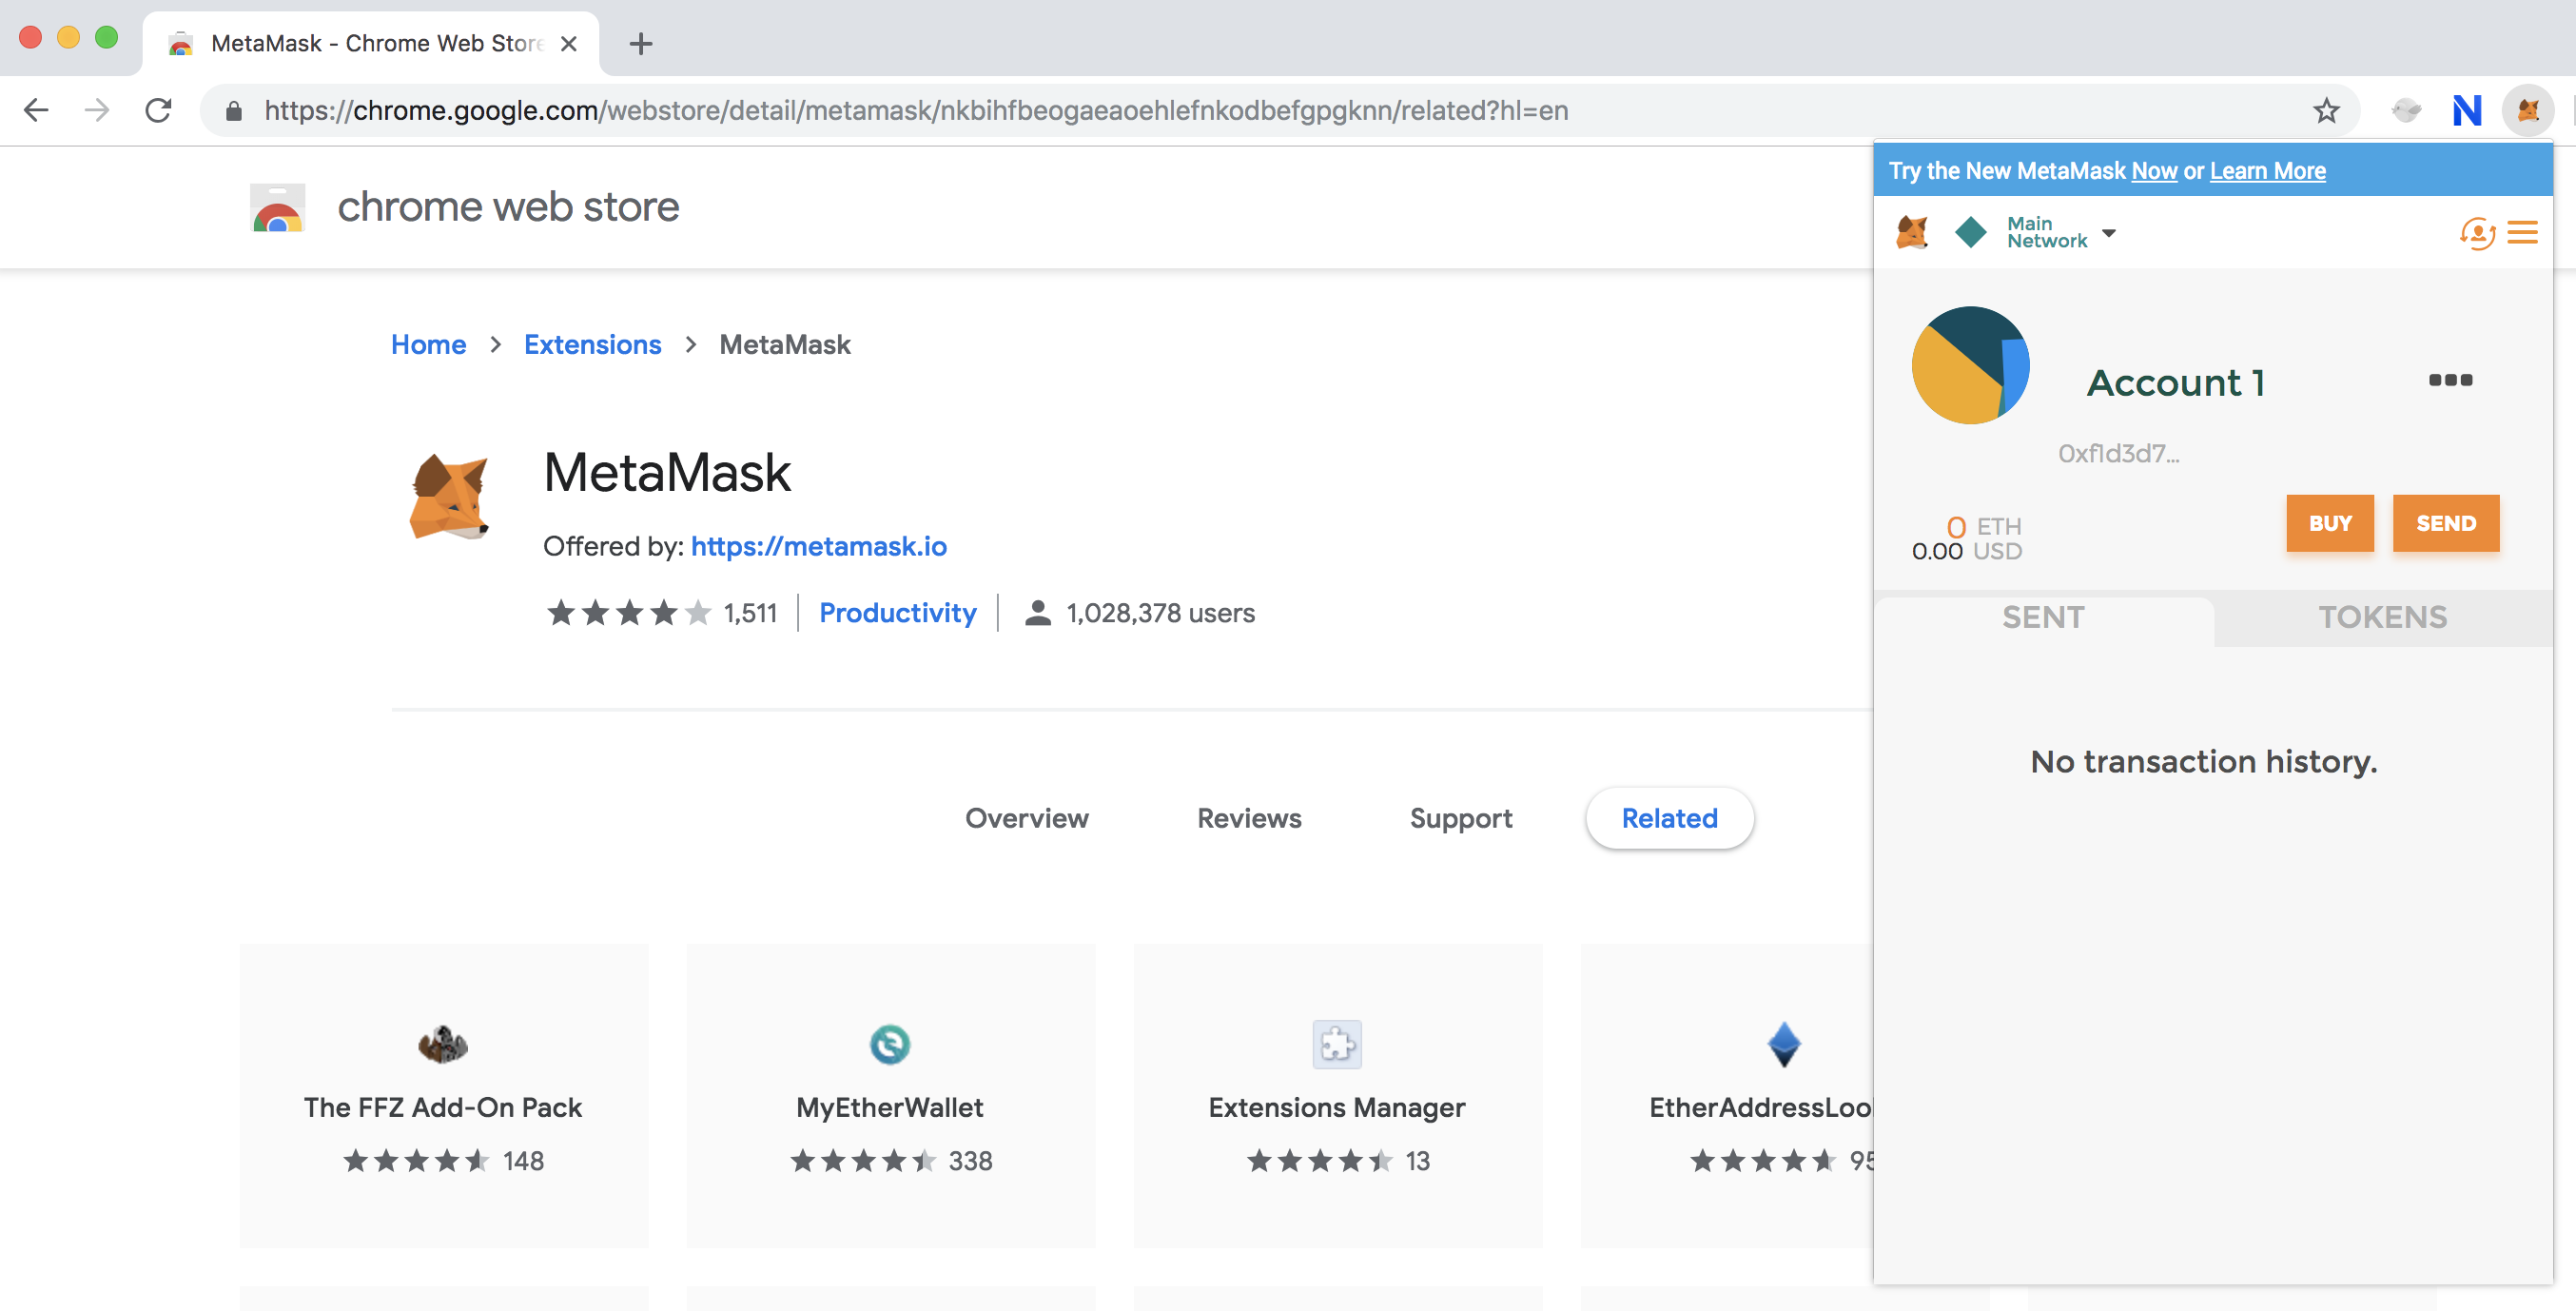 MetaMask - Chrome Web Store
https://chrome.google.com/webstore/detail/metamask/nkbihfbeogaeaoehlefnkodbefgpgknn/related?hl=en
N
chrome web store
Home > Extensions > MetaMask
MetaMask
Offered by: https://metamask.io
1,511 Productivity 1,028,378 users
Overview Reviews Support Related
The FFZ Add-On Pack
148
MyEtherWallet
338
Extensions Manager
13
EtherAddressLoo
95
Try the New MetaMask Now or Learn More
Main
Network
Account 1
0xf1d3d7...
0 ETH
0.00 USD
BUY SEND
SENT TOKENS
No transaction history.